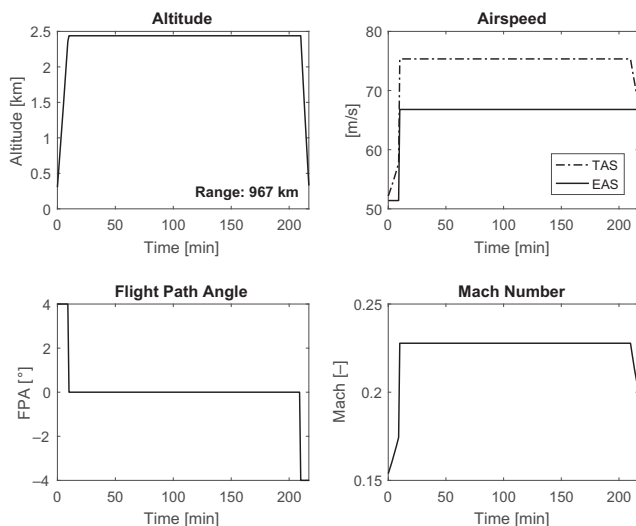 Altitude
2.5
2
1.5
1
0.5
0
Altitude [km]
Range: 967 km
0 50 100 150 200
Time [min]
Airspeed
80
70
60
50
[m/s]
TAS
EAS
0 50 100 150 200
Time [min]
Flight Path Angle
4
2
0
−2
−4
FPA [°]
0 50 100 150 200
Time [min]
Mach Number
0.25
0.2
0.15
Mach [–]
0 50 100 150 200
Time [min]